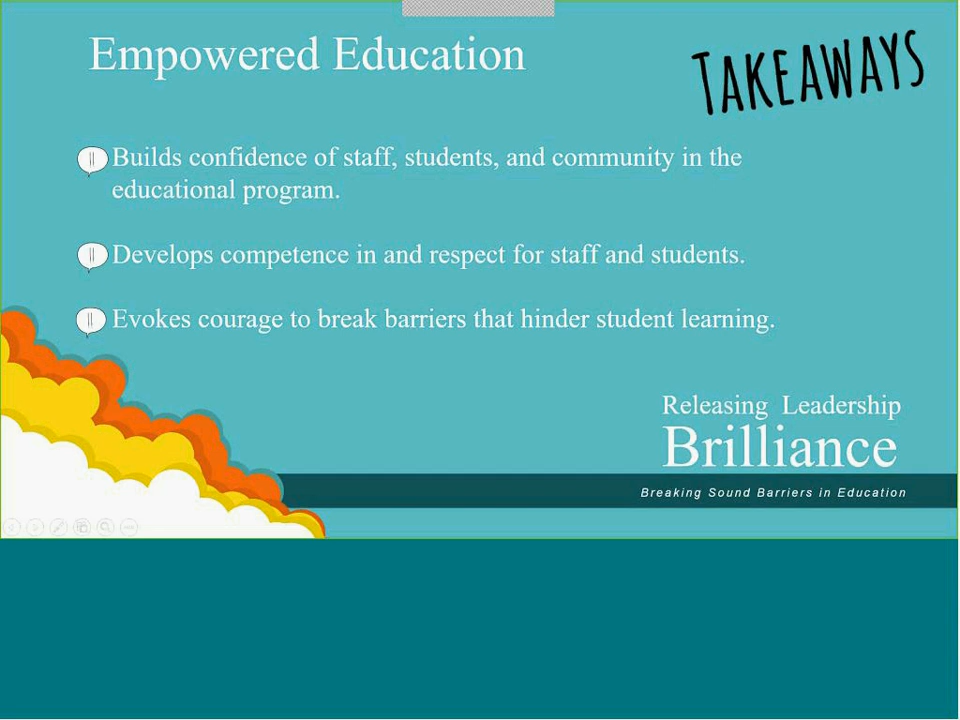 Empowered Education
TAKEAWAYS
Builds confidence of staff, students, and community in the
educational program.
Develops competence in and respect for staff and students.
Evokes courage to break barriers that hinder student learning.
Releasing Leadership
Brilliance
Breaking Sound Barriers in Education